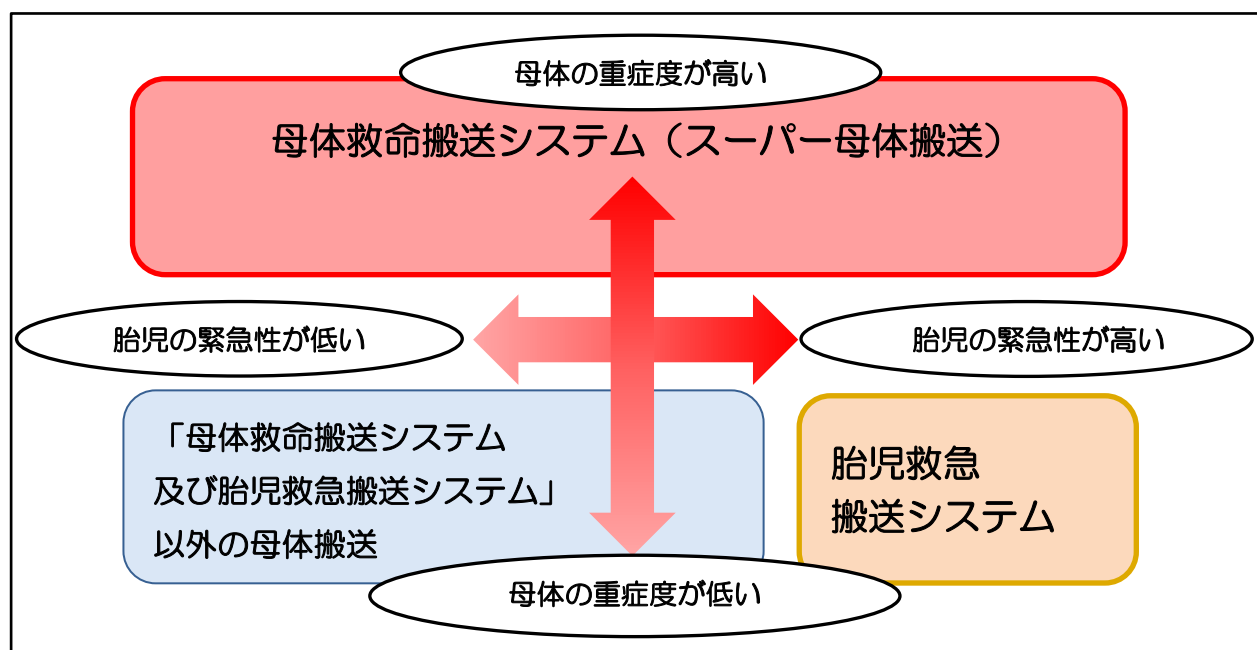 母体の重症度が高い
母体救命搬送システム（スーパー母体搬送）
胎児の緊急性が低い
胎児の緊急性が高い
「母体救命搬送システム
及び胎児救急搬送システム」
以外の母体搬送
胎児救急
搬送システム
母体の重症度が低い